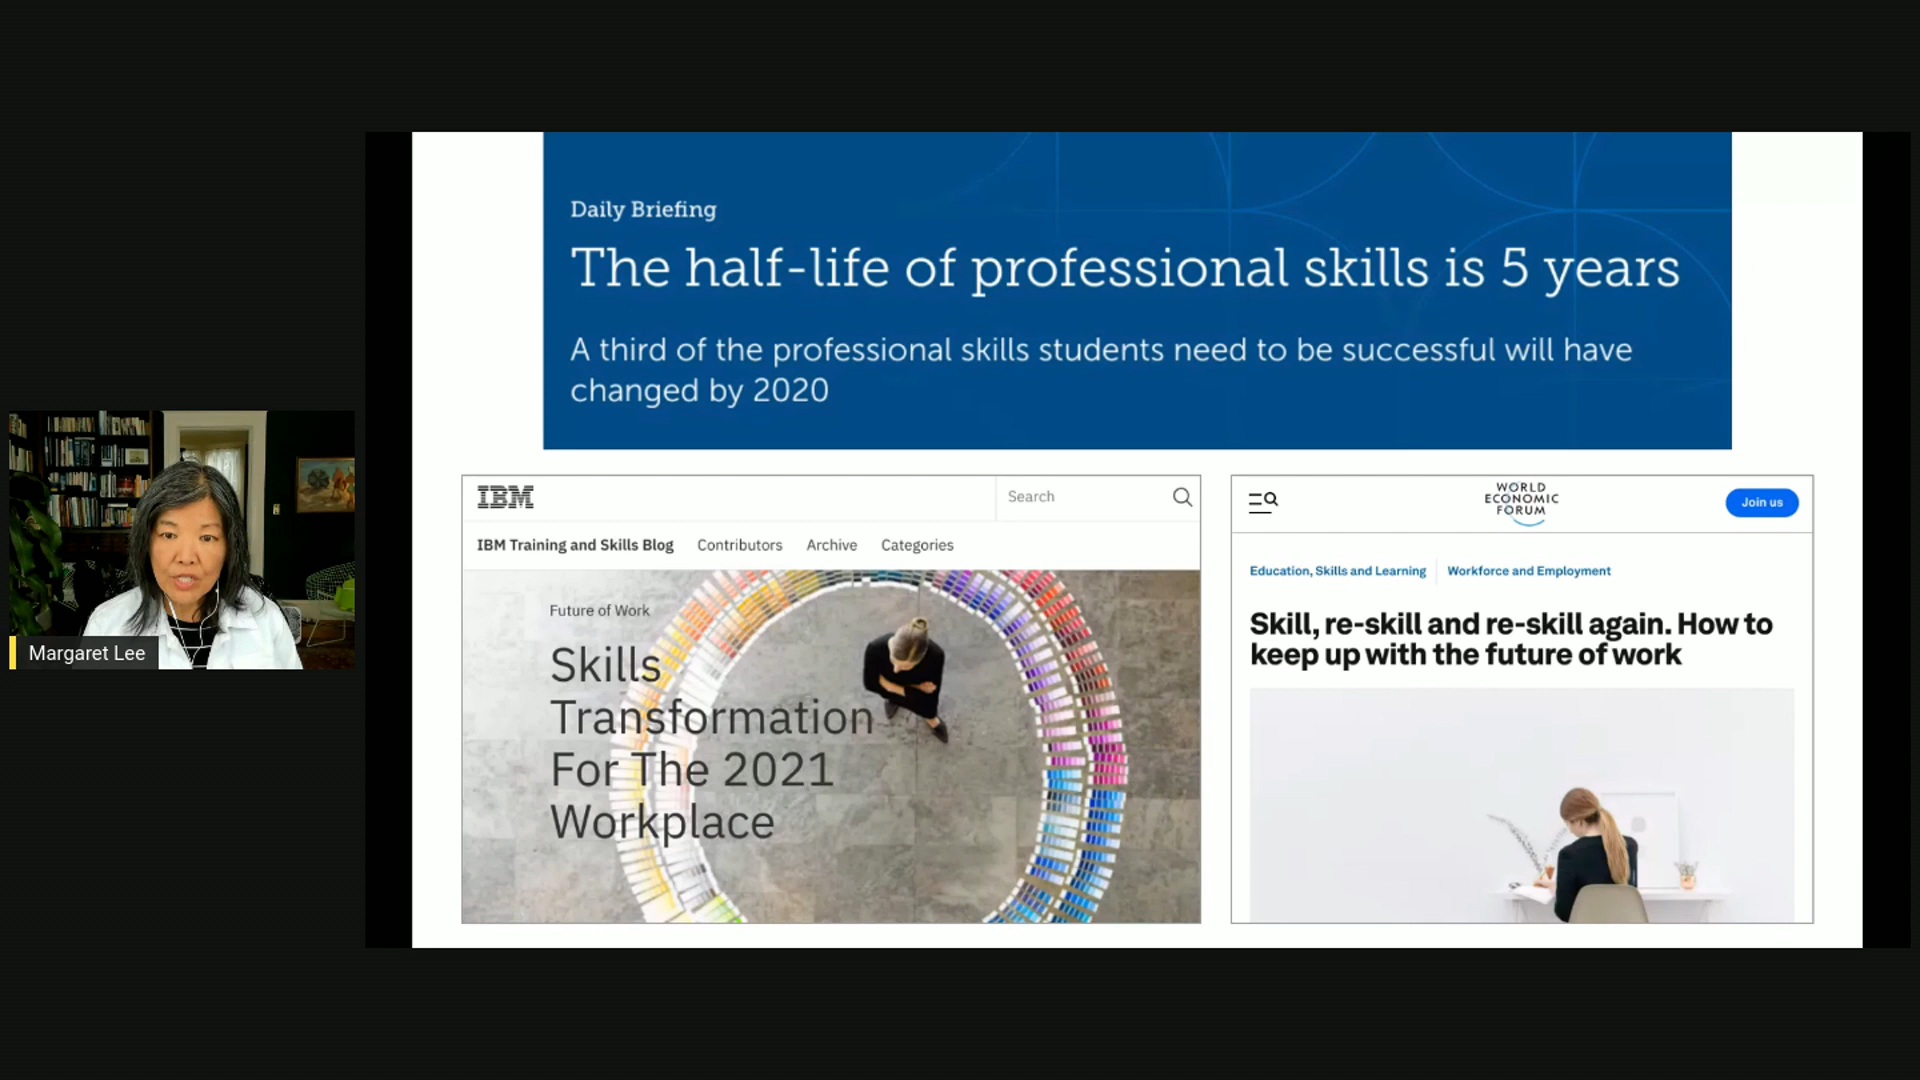 Daily Briefing
The half-life of professional skills is 5 years
A third of the professional skills students need to be successful will have
changed by 2020
IBM
Search
IBM Training and Skills Blog Contributors Archive Categories
Future of Work
Skills
Transformation
For The 2021
Workplace
WORLD
ECONOMIC
FORUM
Join us
Education, Skills and Learning Workforce and Employment
Skill, re-skill and re-skill again. How to
keep up with the future of work
Margaret Lee